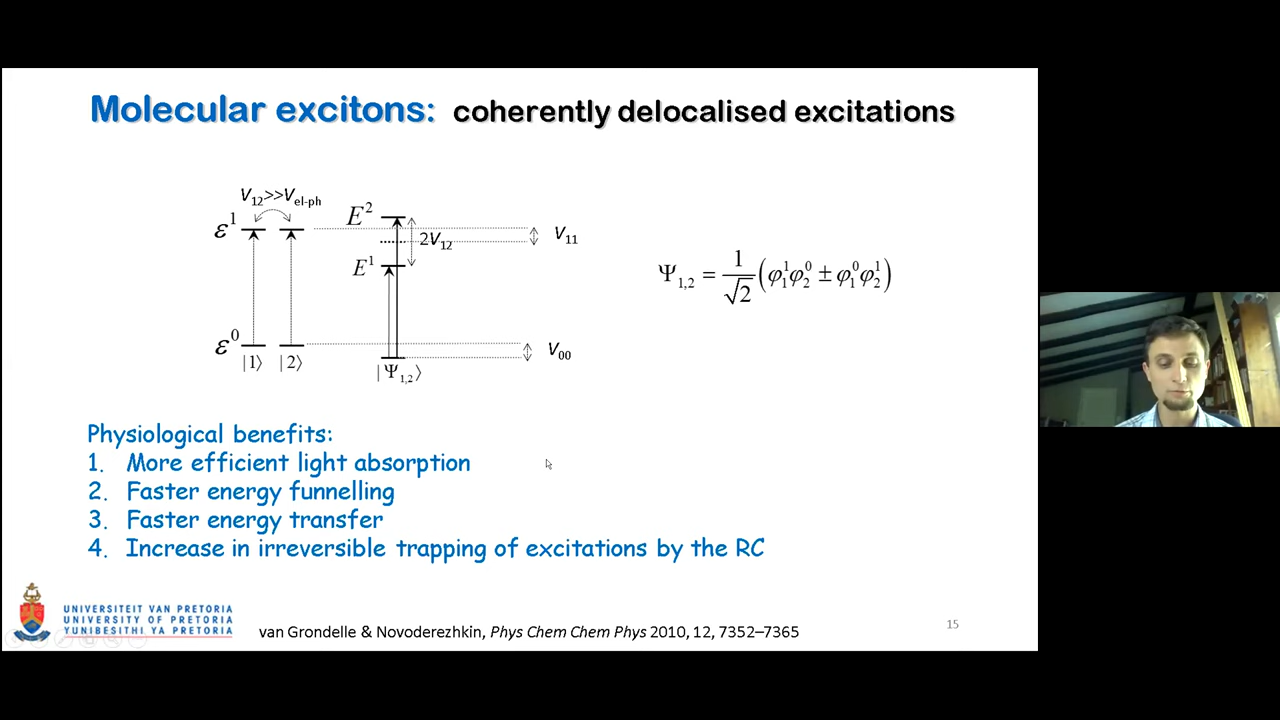 Molecular excitons: coherently delocalised excitations
V12>>Vel-ph
ε1
E2
2V12
V11
E1
Ψ1,2 = 1/√2 (φ11φ20 ± φ10φ21)
ε0
V00
|1⟩ |2⟩ |Ψ1,2⟩
Physiological benefits:
1. More efficient light absorption
2. Faster energy funnelling
3. Faster energy transfer
4. Increase in irreversible trapping of excitations by the RC
UNIVERSITEIT VAN PRETORIA
UNIVERSITY OF PRETORIA
YUNIBESITHI YA PRETORIA
van Grondelle & Novoderezhkin, Phys Chem Chem Phys 2010, 12, 7352–7365
15